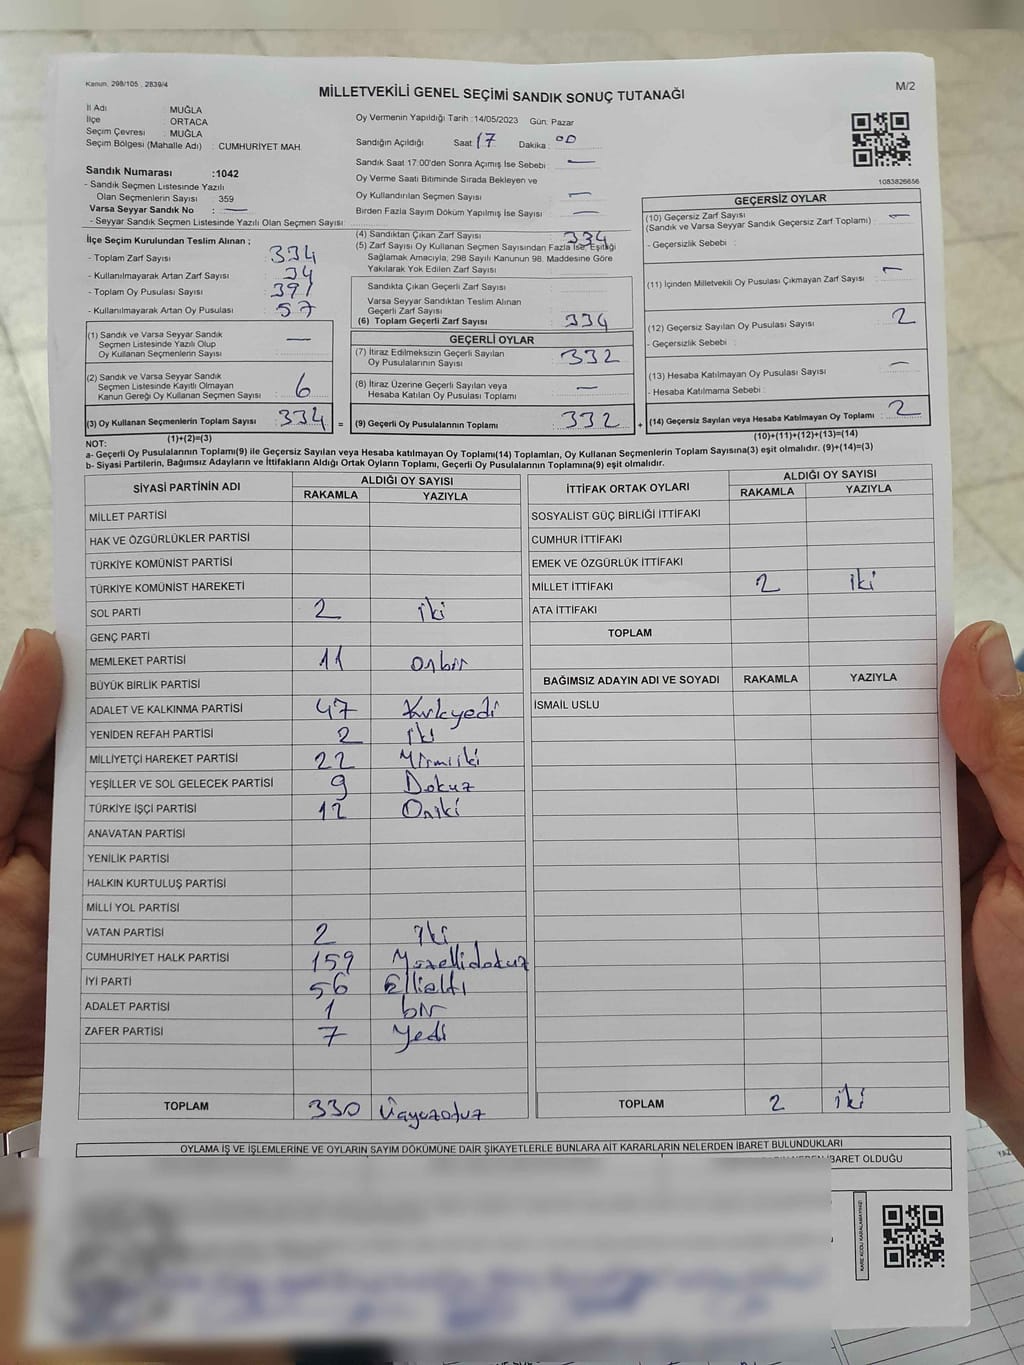 Kanun, 298/105 , 2839/4
MİLLETVEKİLİ GENEL SEÇİMİ SANDIK SONUÇ TUTANAĞI
M/2
İl Adı : MUĞLA
İlçe : ORTACA
Seçim Çevresi : MUĞLA
Seçim Bölgesi (Mahalle Adı) : CUMHURİYET MAH
Sandık Numarası :1042
- Sandık Seçmen Listesinde Yazılı
Olan Seçmenlerin Sayısı : 359
Varsa Seyyar Sandık No : —
- Seyyar Sandık Seçmen Listesinde Yazılı Olan Seçmen Sayısı:
İlçe Seçim Kurulundan Teslim Alınan ;
- Toplam Zarf Sayısı : 334
- Kullanılmayarak Artan Zarf Sayısı : 34
- Toplam Oy Pusulası Sayısı : 391
- Kullanılmayarak Artan Oy Pusulası : 57
(1) Sandık ve Varsa Seyyar Sandık
Seçmen Listesinde Yazılı Olup
Oy Kullanan Seçmenlerin Sayısı : —
(2) Sandık ve Varsa Seyyar Sandık
Seçmen Listesinde Kayıtlı Olmayan
Kanun Gereği Oy Kullanan Seçmen Sayısı : 6
(3) Oy Kullanan Seçmenlerin Toplam Sayısı : 334
(1)+(2)=(3)
Oy Vermenin Yapıldığı Tarih :14/05/2023 Gün: Pazar
Sandığın Açıldığı Saat: 17 Dakika : 00
Sandık Saat 17:00'den Sonra Açımış İse Sebebi : —
Oy Verme Saati Bitiminde Sırada Bekleyen ve
Oy Kullandırılan Seçmen Sayısı : —
Birden Fazla Sayım Döküm Yapılmış İse Sayısı : —
(4) Sandıktan Çıkan Zarf Sayısı : 334
(5) Zarf Sayısı Oy Kullanan Seçmen Sayısından Fazla İse, Eşitliği
Sağlamak Amacıyla, 298 Sayılı Kanunun 98. Maddesine Göre
Yakılarak Yok Edilen Zarf Sayısı :
Sandıkta Çıkan Geçerli Zarf Sayısı :
Varsa Seyyar Sandıktan Teslim Alınan
Geçerli Zarf Sayısı :
(6) Toplam Geçerli Zarf Sayısı : 334
GEÇERLİ OYLAR
(7) İtiraz Edilmeksizin Geçerli Sayılan
Oy Pusulalarının Sayısı : 332
(8) İtiraz Üzerine Geçerli Sayılan veya
Hesaba Katılan Oy Pusulası Toplamı : —
= (9) Geçerli Oy Pusulalarının Toplamı : 332
1083826656
GEÇERSİZ OYLAR
(10) Geçersiz Zarf Sayısı : —
(Sandık ve Varsa Seyyar Sandık Geçersiz Zarf Toplamı)
- Geçersizlik Sebebi :
(11) İçinden Milletvekili Oy Pusulası Çıkmayan Zarf Sayısı : —
(12) Geçersiz Sayılan Oy Pusulası Sayısı : 2
- Geçersizlik Sebebi :
(13) Hesaba Katılmayan Oy Pusulası Sayısı : —
- Hesaba Katılmama Sebebi :
+ (14) Geçersiz Sayılan veya Hesaba Katılmayan Oy Toplamı : 2
(10)+(11)+(12)+(13)=(14)
NOT:
a- Geçerli Oy Pusulalarının Toplamı(9) ile Geçersiz Sayılan veya Hesaba katılmayan Oy Toplamı(14) Toplamları, Oy Kullanan Seçmenlerin Toplam Sayısına(3) eşit olmalıdır. (9)+(14)=(3)
b- Siyasi Partilerin, Bağımsız Adayların ve İttifakların Aldığı Ortak Oyların Toplamı, Geçerli Oy Pusulalarının Toplamına(9) eşit olmalıdır.
SİYASİ PARTİNİN ADI ALDIĞI OY SAYISI
RAKAMLA YAZIYLA
MİLLET PARTİSİ
HAK VE ÖZGÜRLÜKLER PARTİSİ
TÜRKİYE KOMÜNİST PARTİSİ
TÜRKİYE KOMÜNİST HAREKETİ
SOL PARTİ 2 iki
GENÇ PARTİ
MEMLEKET PARTİSİ 11 onbir
BÜYÜK BİRLİK PARTİSİ
ADALET VE KALKINMA PARTİSİ 47 Kırkyedi
YENİDEN REFAH PARTİSİ 2 iki
MİLLİYETÇİ HAREKET PARTİSİ 22 Yirmiiki
YEŞİLLER VE SOL GELECEK PARTİSİ 9 Dokuz
TÜRKİYE İŞÇİ PARTİSİ 12 Oniki
ANAVATAN PARTİSİ
YENİLİK PARTİSİ
HALKIN KURTULUŞ PARTİSİ
MİLLİ YOL PARTİSİ
VATAN PARTİSİ 2 iki
CUMHURİYET HALK PARTİSİ 159 Yüzellidokuz
İYİ PARTİ 56 Ellialtı
ADALET PARTİSİ 1 bir
ZAFER PARTİSİ 7 Yedi
TOPLAM 330 Üçyüzotuz
İTTİFAK ORTAK OYLARI ALDIĞI OY SAYISI
RAKAMLA YAZIYLA
SOSYALİST GÜÇ BİRLİĞİ İTTİFAKI
CUMHUR İTTİFAKI
EMEK VE ÖZGÜRLÜK İTTİFAKI
MİLLET İTTİFAKI 2 iki
ATA İTTİFAKI
TOPLAM
BAĞIMSIZ ADAYIN ADI VE SOYADI RAKAMLA YAZIYLA
İSMAİL USLU
TOPLAM 2 iki
OYLAMA İŞ VE İŞLEMLERİNE VE OYLARIN SAYIM DÖKÜMÜNE DAİR ŞİKAYETLERLE BUNLARA AİT KARARLARIN NELERDEN İBARET BULUNDUKLARI
İBARET OLDUĞU
KARE KODU KARALAMAYINIZ!